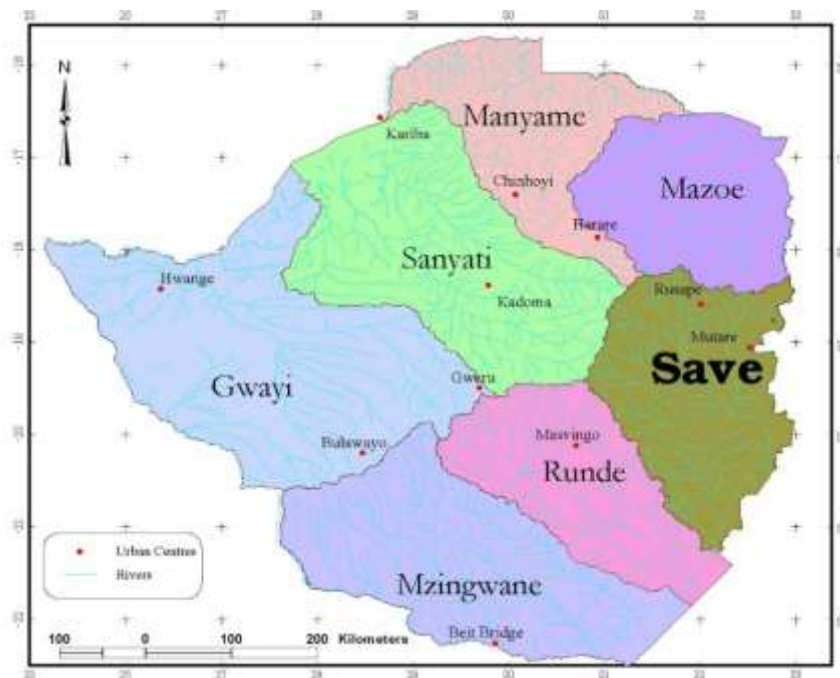 N
Manyame
Kariba
Chinhoyi
Mazoe
Harare
Sanyati
Hwange
Kadoma
Rusape
Mutare
Save
Gwayi
Gweru
Bulawayo
Masvingo
Runde
Urban Centres
Rivers
Mzingwane
Beit Bridge
100 0 100 200 Kilometers